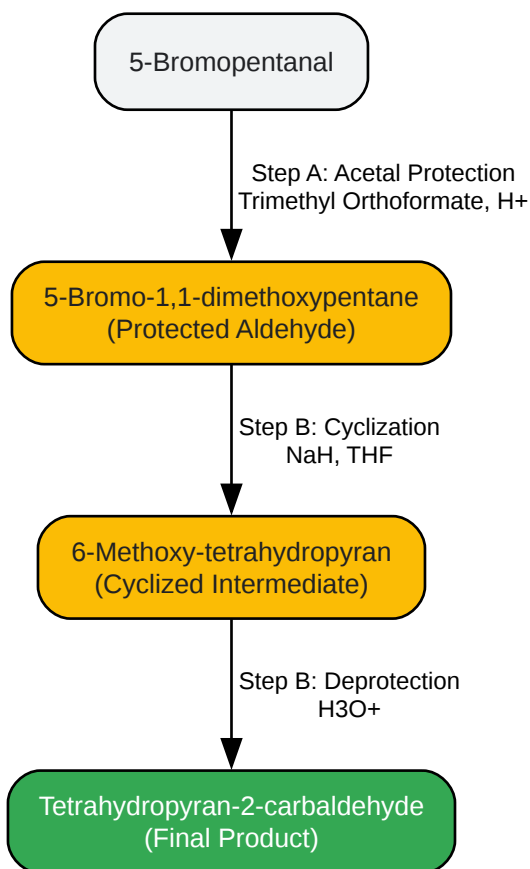 5-Bromopentanal
Step A: Acetal Protection
Trimethyl Orthoformate, H+
5-Bromo-1,1-dimethoxypentane
(Protected Aldehyde)
Step B: Cyclization
NaH, THF
6-Methoxy-tetrahydropyran
(Cyclized Intermediate)
Step B: Deprotection
H3O+
Tetrahydropyran-2-carbaldehyde
(Final Product)